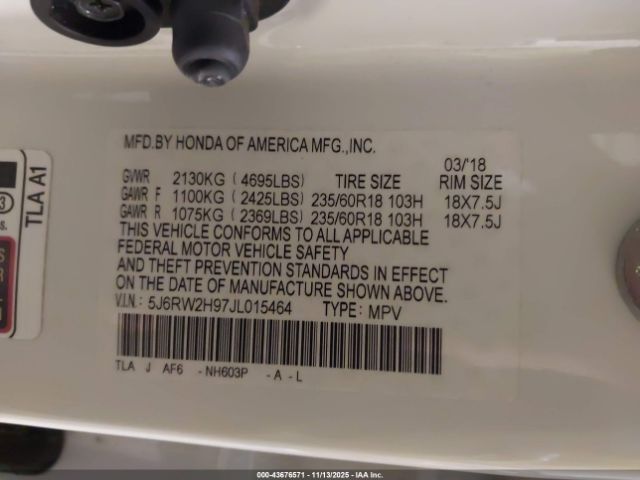 MFD.BY HONDA OF AMERICA MFG.,INC.
03/'18
GVWR 2130KG ( 4695LBS) TIRE SIZE RIM SIZE
GAWR F 1100KG ( 2425LBS) 235/60R18 103H 18X7.5J
GAWR R 1075KG ( 2369LBS) 235/60R18 103H 18X7.5J
THIS VEHICLE CONFORMS TO ALL APPLICABLE
FEDERAL MOTOR VEHICLE SAFETY
AND THEFT PREVENTION STANDARDS IN EFFECT
ON THE DATE OF MANUFACTURE SHOWN ABOVE.
V.I.N.: 5J6RW2H97JL015464 TYPE: MPV
TLA J AF6 - NH603P - A - L
TLA A1
3
s.
000-43676571 - 11/13/2025 - IAA Inc.